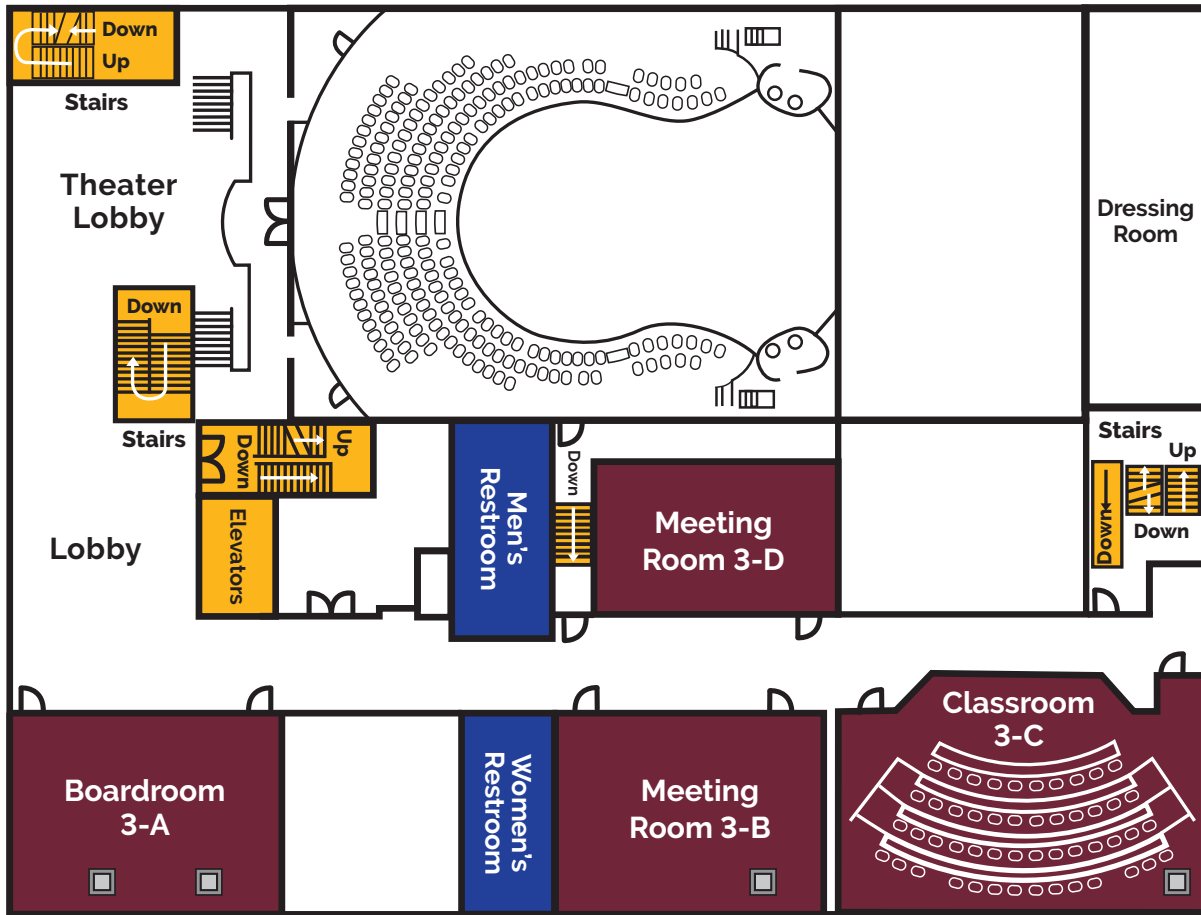 Down
Up
Stairs
Theater
Lobby
Dressing
Room
Down
Stairs
Down
Up
Elevators
Lobby
Men's
Restroom
Down
Meeting
Room 3-D
Stairs
Up
Down
Down
Boardroom
3-A
Women's
Restroom
Meeting
Room 3-B
Classroom
3-C